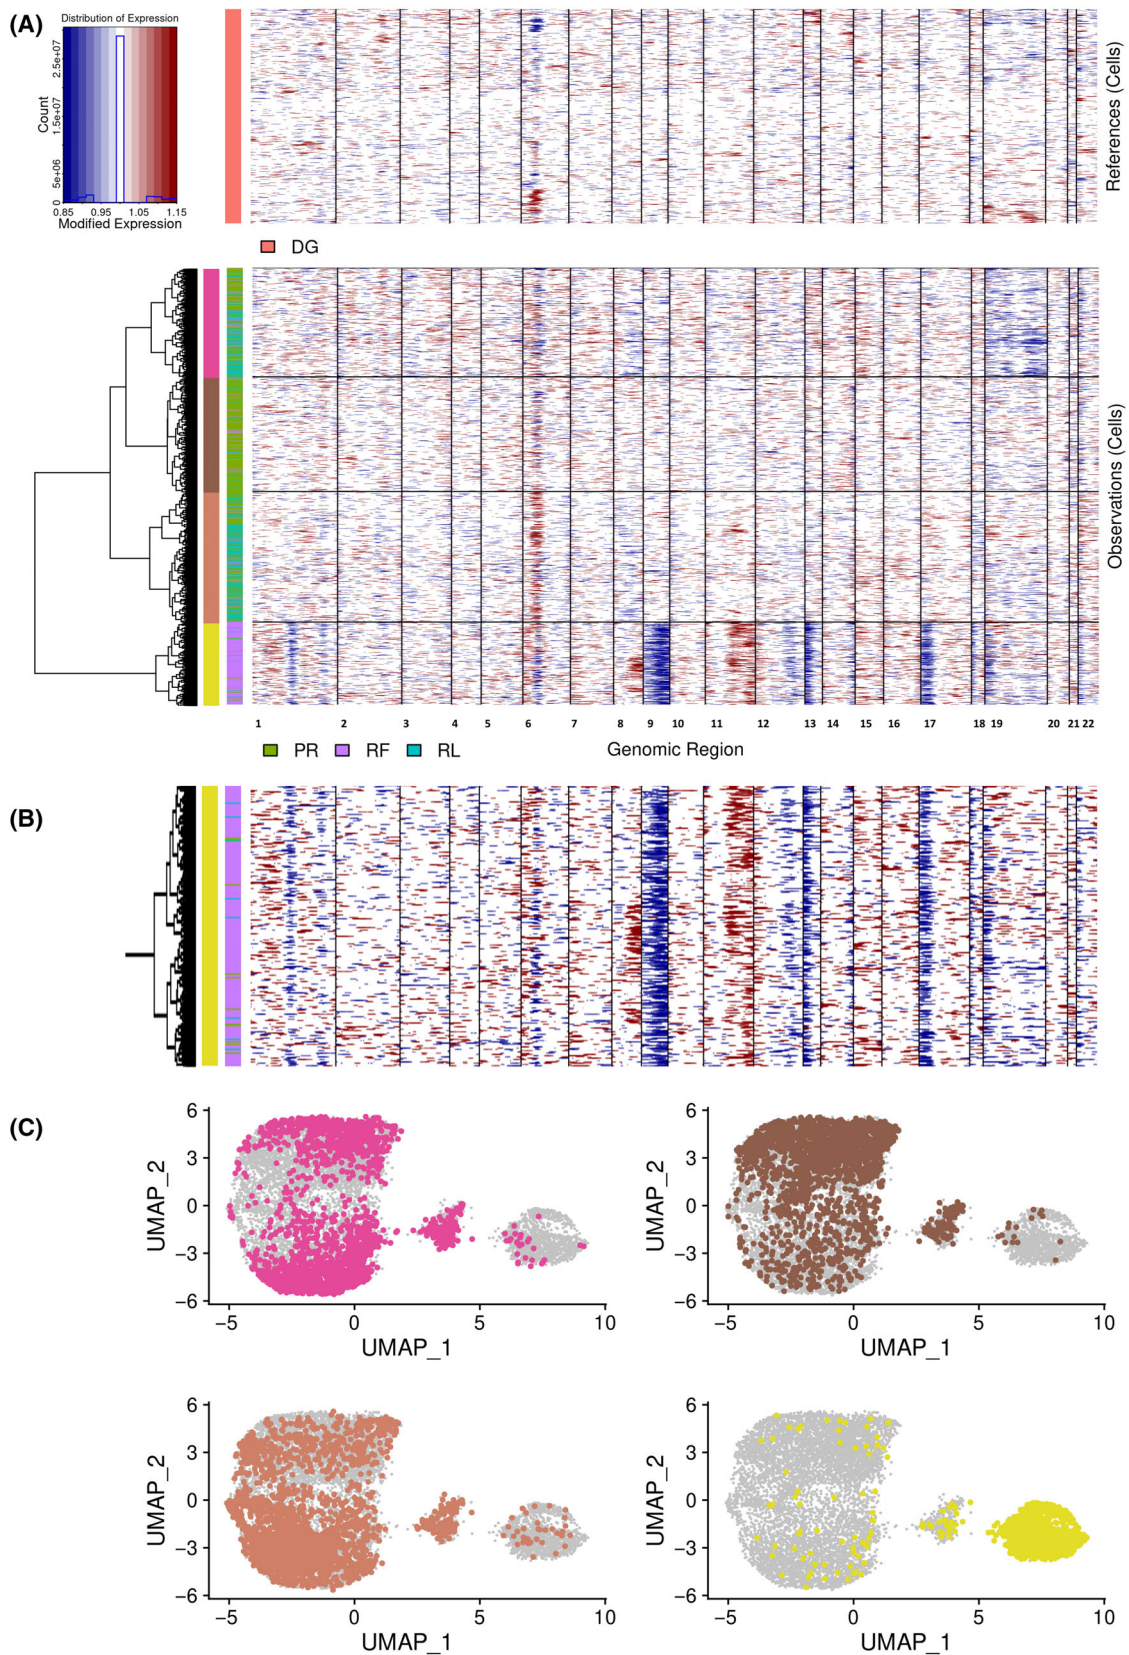 (A)
Distribution of Expression
Count
0 5e+06 1.5e+07 2.5e+07
0.85 0.95 1.05 1.15
Modified Expression
References (Cells)
DG
Observations (Cells)
1 2 3 4 5 6 7 8 9 10 11 12 13 14 15 16 17 18 19 20 21 22
PR RF RL Genomic Region
(B)
(C)
6
3
0
−3
−6
UMAP_2
−5 0 5 10
UMAP_1
6
3
0
−3
−6
UMAP_2
−5 0 5 10
UMAP_1
6
3
0
−3
−6
UMAP_2
−5 0 5 10
UMAP_1
6
3
0
−3
−6
UMAP_2
−5 0 5 10
UMAP_1